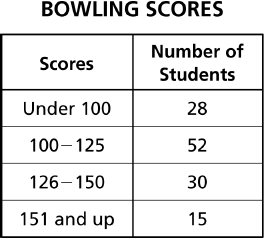 BOWLING SCORES
Scores
Number of
Students
Under 100 28
100–125 52
126–150 30
151 and up 15